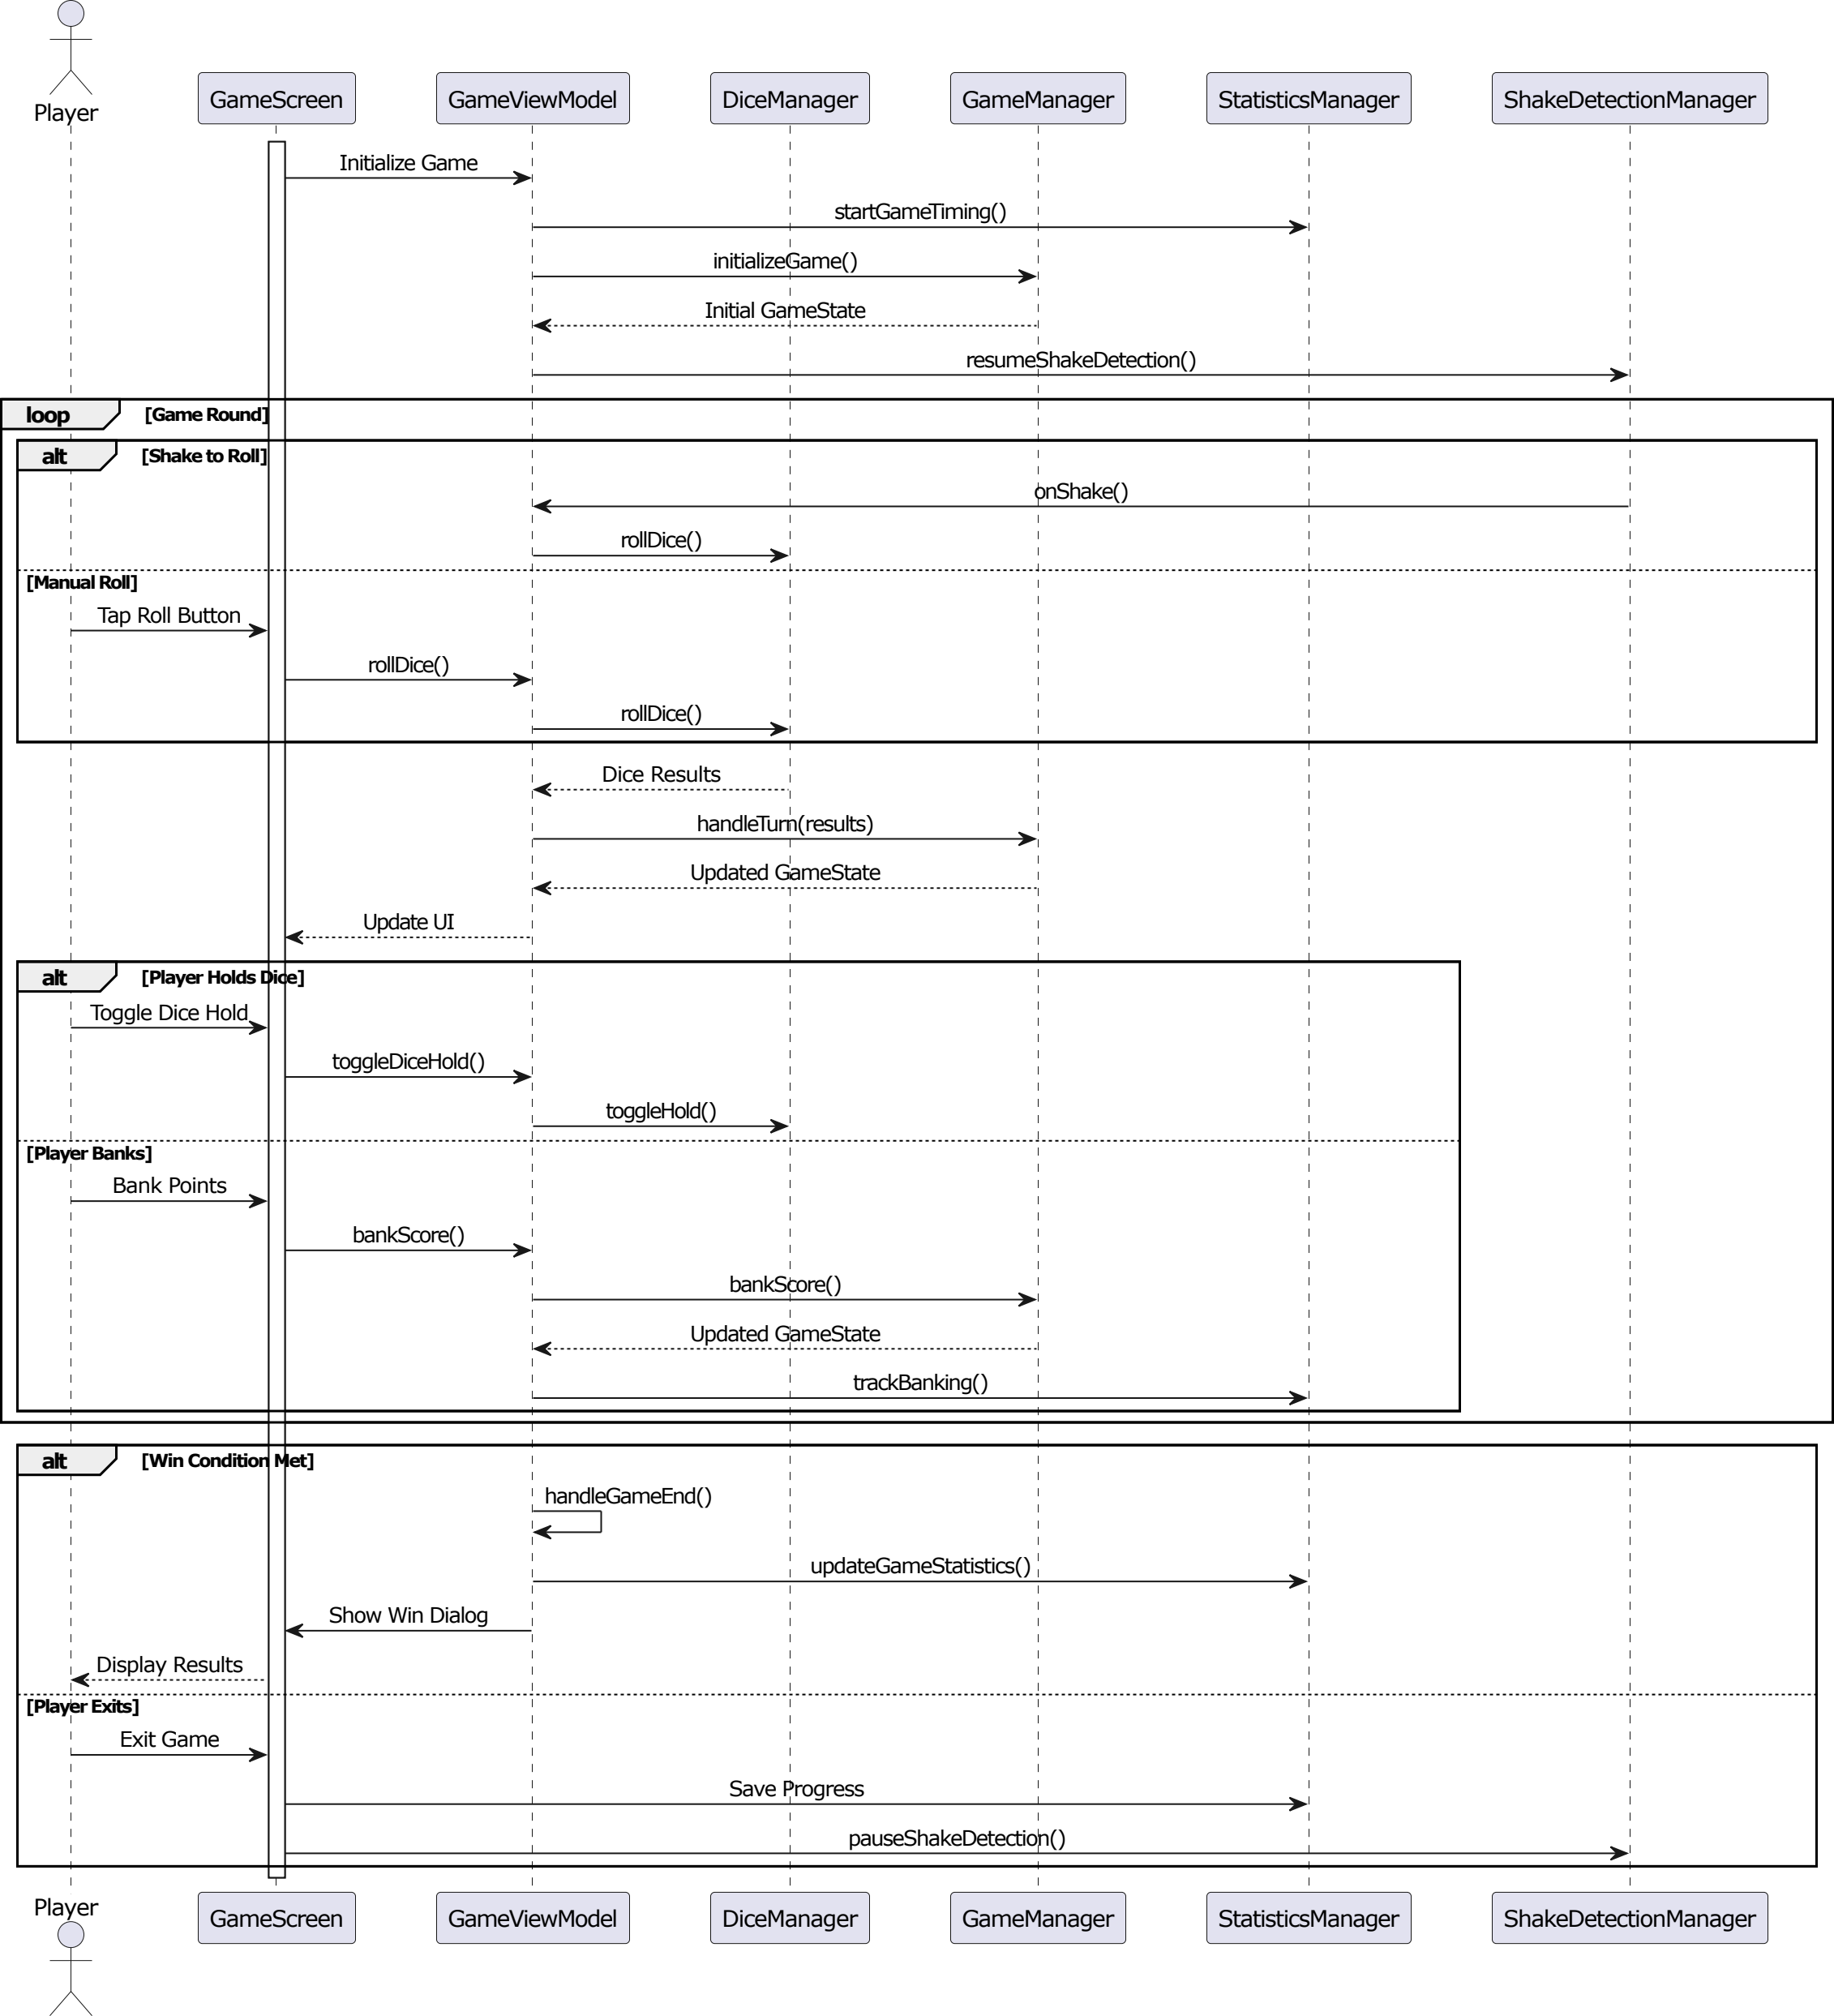 Player
GameScreen
GameViewModel
DiceManager
GameManager
StatisticsManager
ShakeDetectionManager
Initialize Game
startGameTiming()
initializeGame()
Initial GameState
resumeShakeDetection()
loop
[Game Round]
alt
[Shake to Roll]
onShake()
rollDice()
[Manual Roll]
Tap Roll Button
rollDice()
rollDice()
Dice Results
handleTurn(results)
Updated GameState
Update UI
alt
[Player Holds Dice]
Toggle Dice Hold
toggleDiceHold()
toggleHold()
[Player Banks]
Bank Points
bankScore()
bankScore()
Updated GameState
trackBanking()
alt
[Win Condition Met]
handleGameEnd()
updateGameStatistics()
Show Win Dialog
Display Results
[Player Exits]
Exit Game
Save Progress
pauseShakeDetection()
Player
GameScreen
GameViewModel
DiceManager
GameManager
StatisticsManager
ShakeDetectionManager